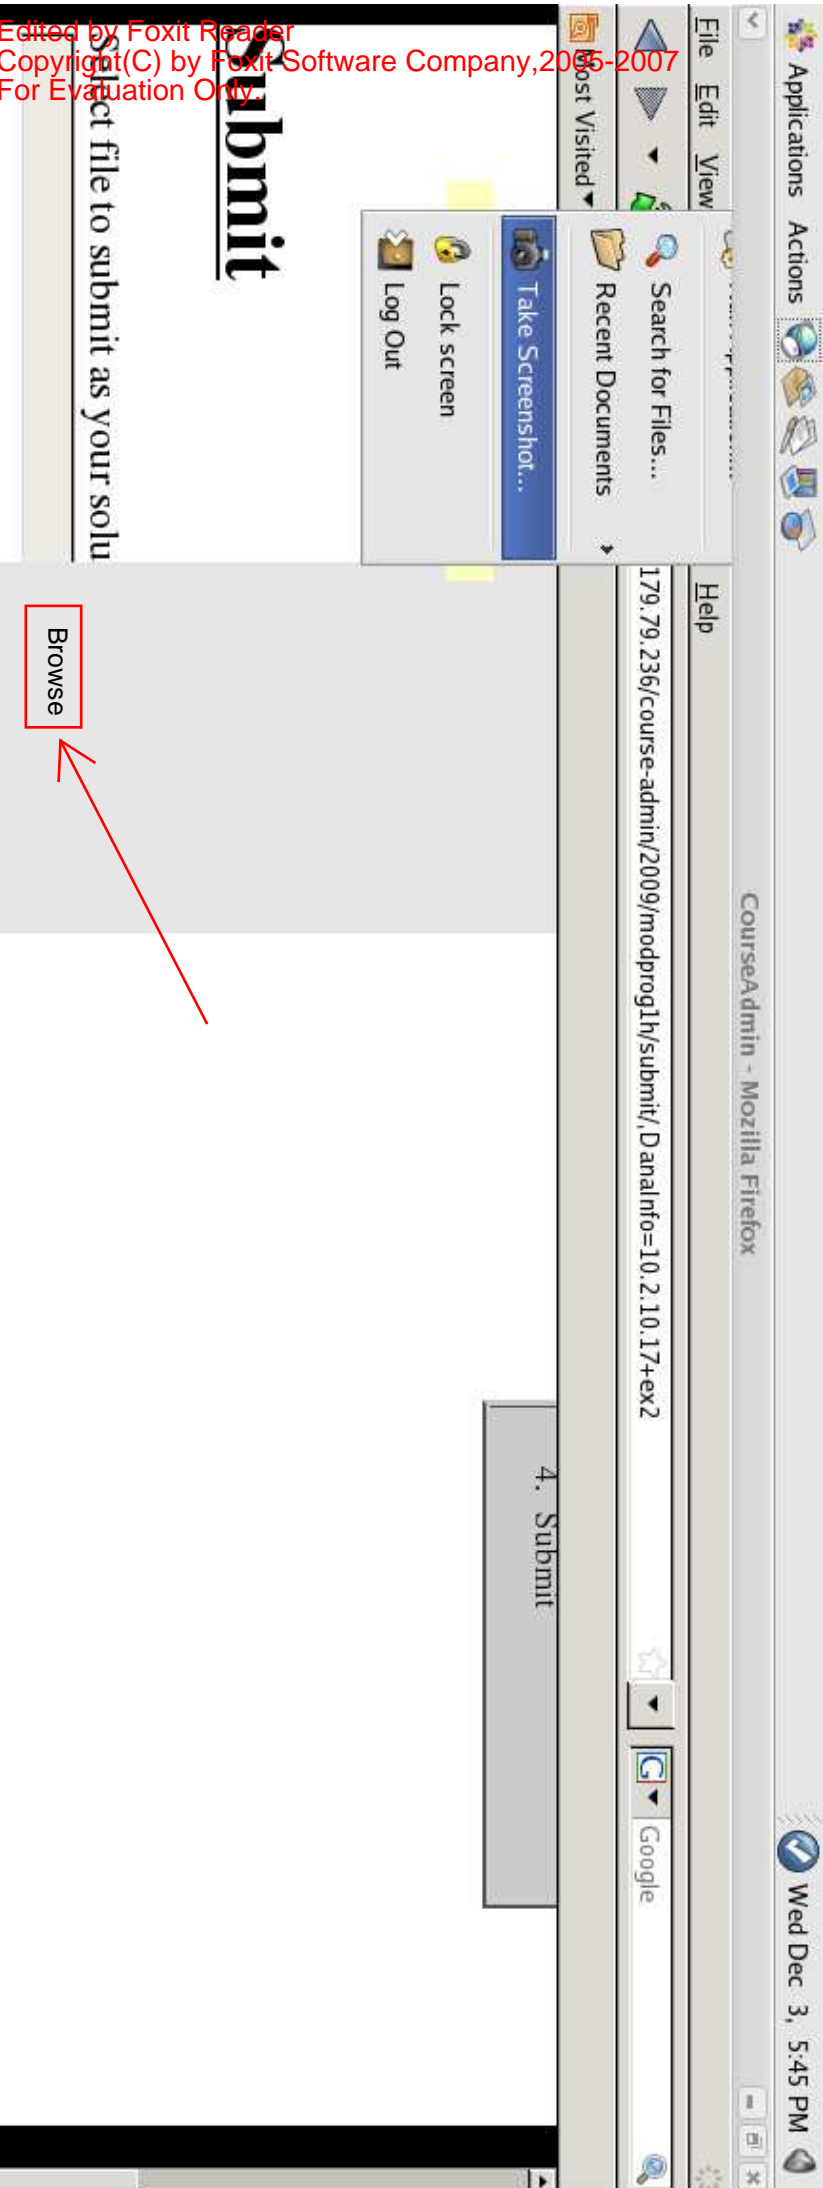 Edited by Foxit Reader
Copyright(C) by Foxit Software Company,2005-2007
For Evaluation Only.
Applications Actions
Wed Dec 3, 5:45 PM
CourseAdmin - Mozilla Firefox
File Edit View
Help
179.79.236/course-admin/2009/modprog1h/submit/,DanaInfo=10.2.10.17+ex2
Google
Most Visited
Search for Files...
Recent Documents
Take Screenshot...
Lock screen
Log Out
4. Submit
Submit
Select file to submit as your solu
Browse